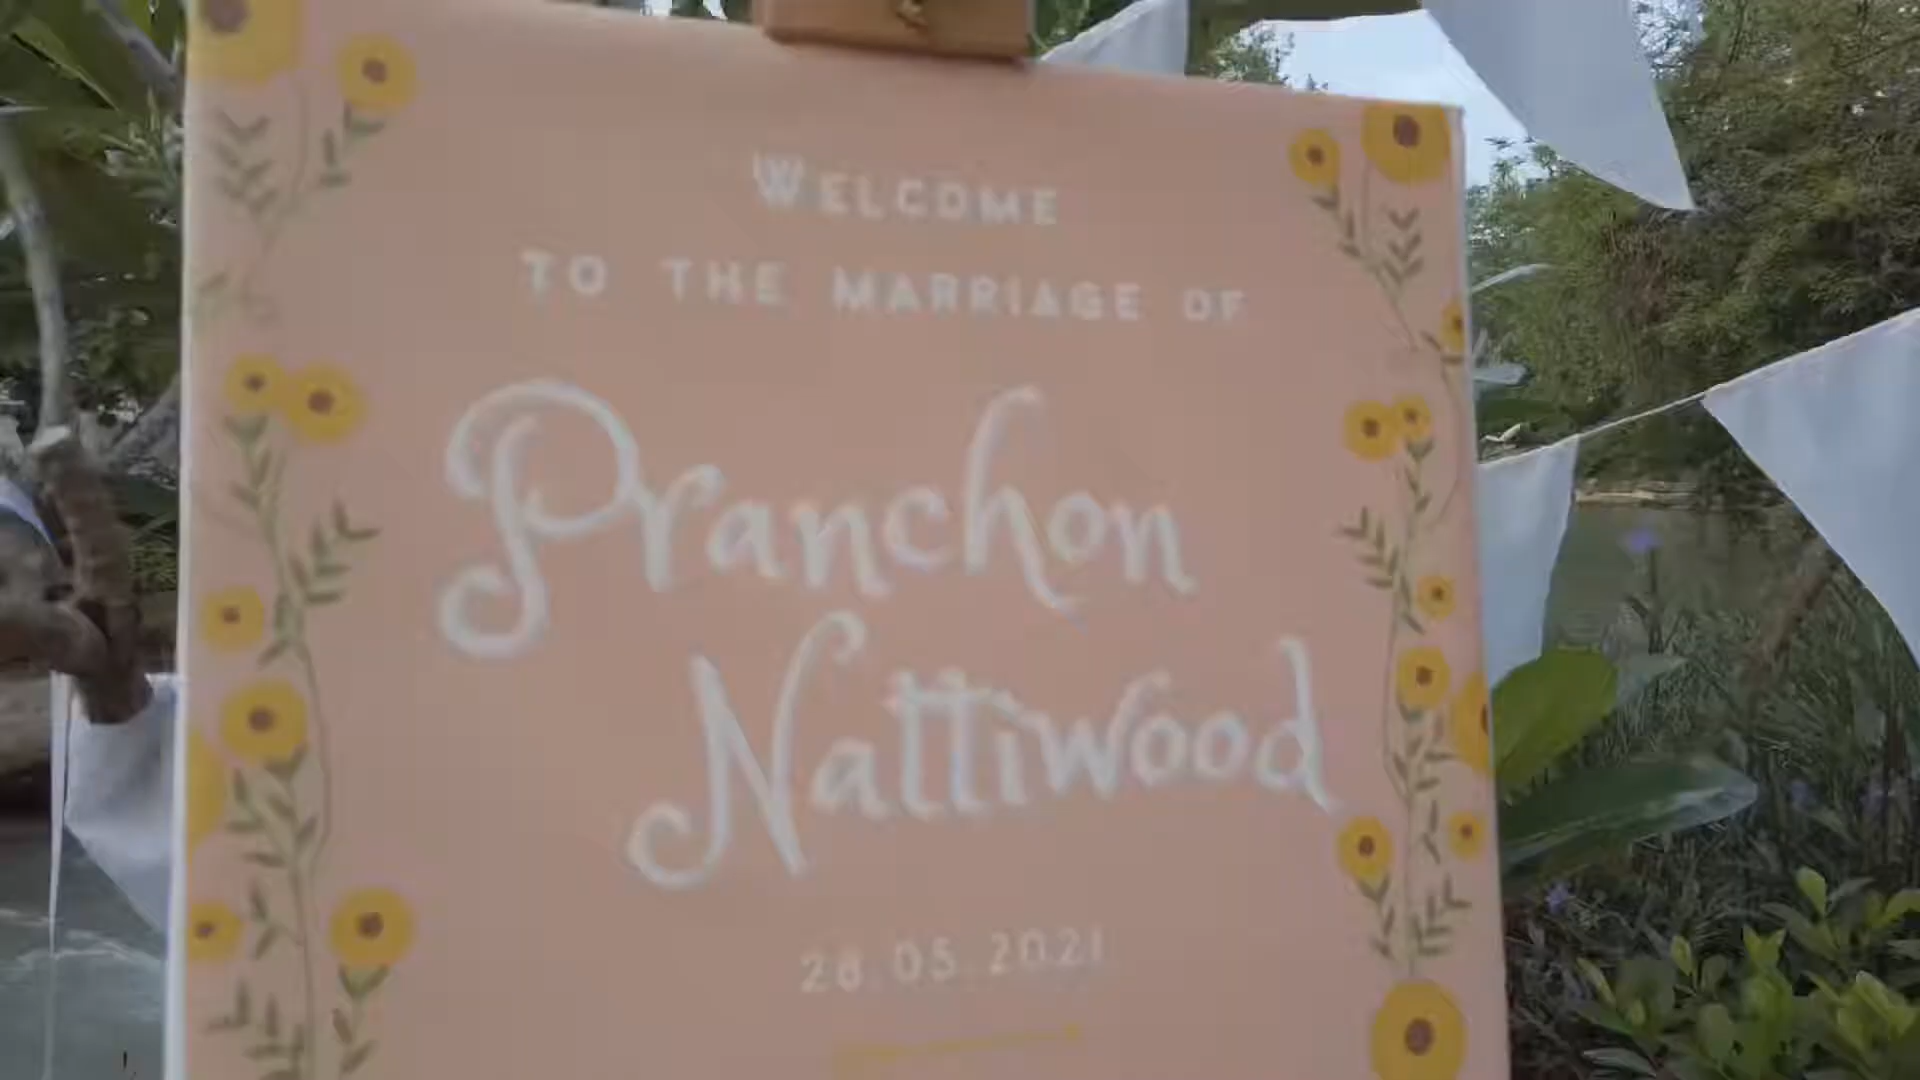 WELCOME
TO THE MARRIAGE OF
Pranchon
Nattiwood
28.05.2021